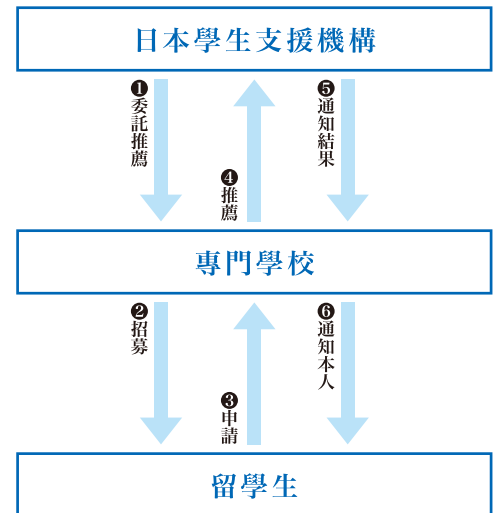 日本學生支援機構
❶委託推薦
❹推薦
❺通知結果
專門學校
❷招募
❸申請
❻通知本人
留學生